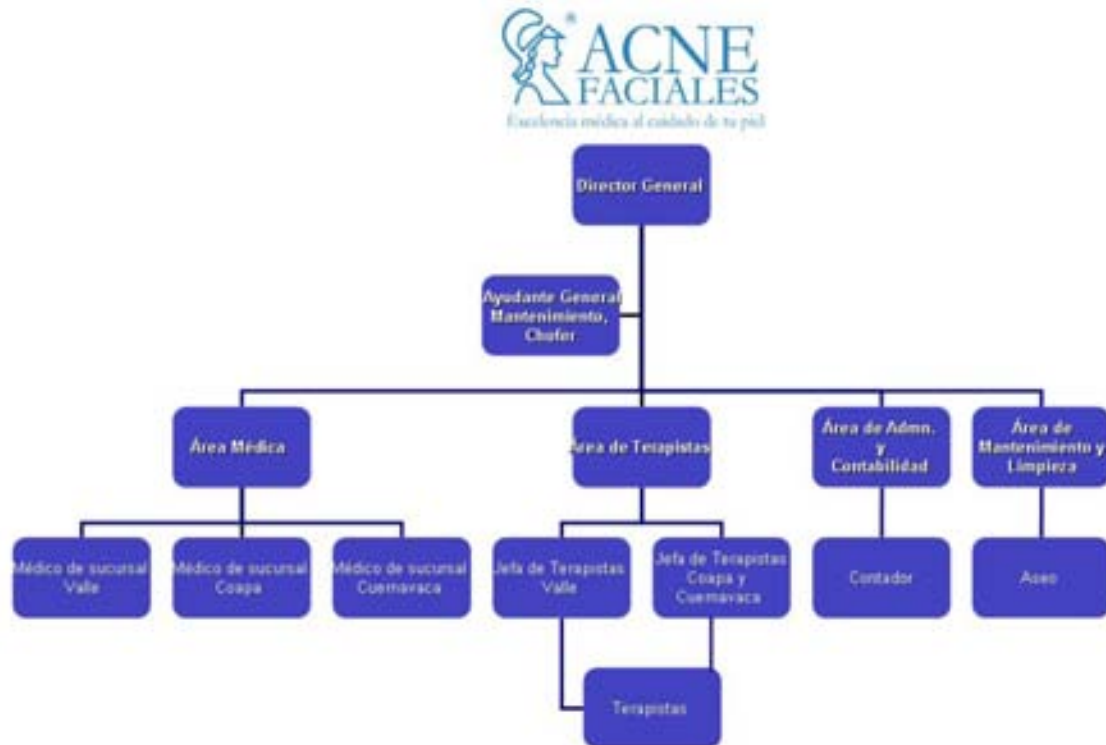 ®
ACNE
FACIALES
Excelencia médica al cuidado de tu piel
Director General
Ayudante General
Mantenimiento,
Chofer
Área Médica
Área de Terapistas
Área de Admn.
y
Contabilidad
Área de
Mantenimiento y
Limpieza
Médico de sucursal
Valle
Médico de sucursal
Coapa
Médico de sucursal
Cuernavaca
Jefa de Terapistas
Valle
Jefa de Terapistas
Coapa y
Cuernavaca
Contador
Aseo
Terapistas